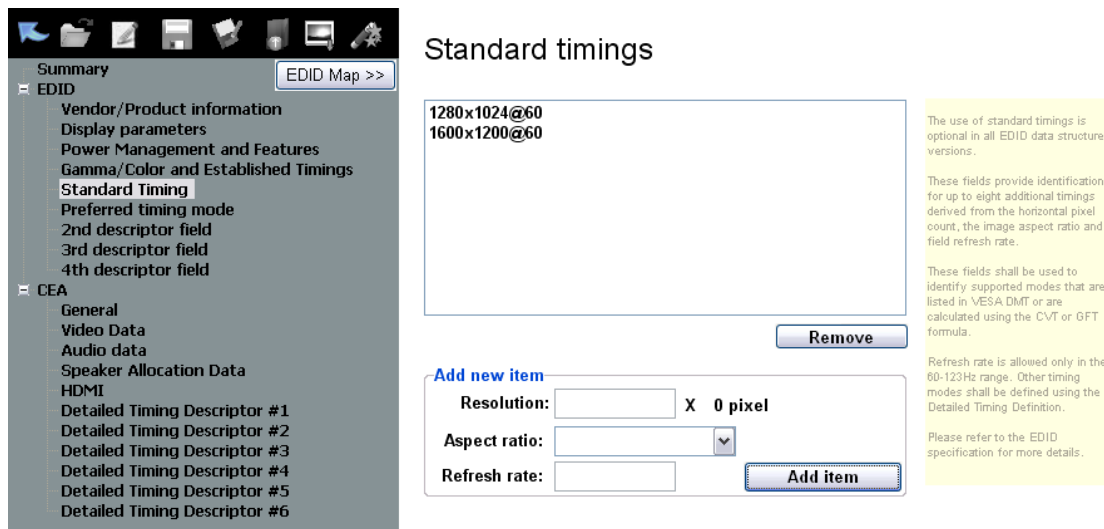 Summary
EDID Map >>
EDID
Vendor/Product information
Display parameters
Power Management and Features
Gamma/Color and Established Timings
Standard Timing
Preferred timing mode
2nd descriptor field
3rd descriptor field
4th descriptor field
CEA
General
Video Data
Audio data
Speaker Allocation Data
HDMI
Detailed Timing Descriptor #1
Detailed Timing Descriptor #2
Detailed Timing Descriptor #3
Detailed Timing Descriptor #4
Detailed Timing Descriptor #5
Detailed Timing Descriptor #6
Standard timings
1280x1024@60
1600x1200@60
Remove
Add new item
Resolution:
X 0 pixel
Aspect ratio:
Refresh rate:
Add item
The use of standard timings is
optional in all EDID data structure
versions.
These fields provide identification
for up to eight additional timings
derived from the horizontal pixel
count, the image aspect ratio and
field refresh rate.
These fields shall be used to
identify supported modes that are
listed in VESA DMT or are
calculated using the CVT or GFT
formula.
Refresh rate is allowed only in the
60-123Hz range. Other timing
modes shall be defined using the
Detailed Timing Definition.
Please refer to the EDID
specification for more details.